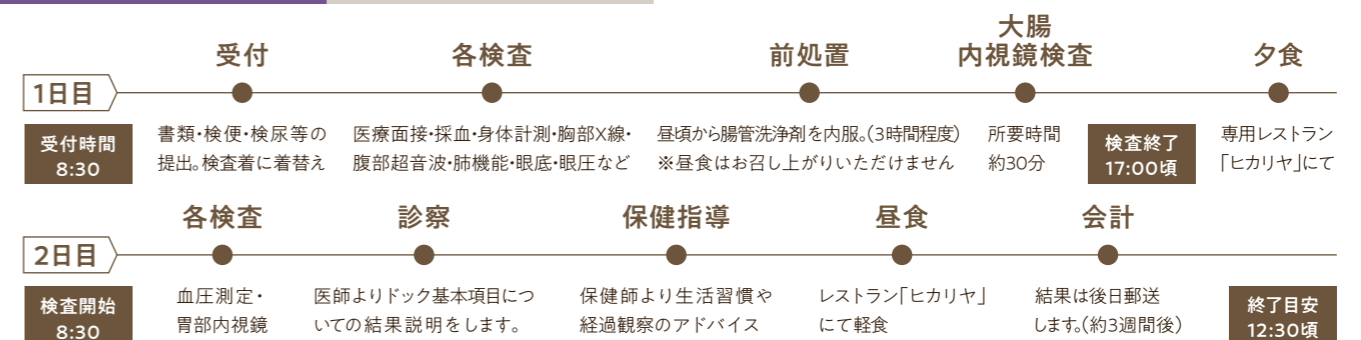 大腸
受付 各検査 前処置 内視鏡検査 夕食
1日目
受付時間
8:30
書類・検便・検尿等の
提出。検査着に着替え
医療面接・採血・身体計測・胸部X線・
腹部超音波・肺機能・眼底・眼圧など
昼頃から腸管洗浄剤を内服。(3時間程度)
※昼食はお召し上がりいただけません
所要時間
約30分
検査終了
17:00頃
専用レストラン
「ヒカリヤ」にて
各検査 診察 保健指導 昼食 会計
2日目
検査開始
8:30
血圧測定・
胃部内視鏡
医師よりドック基本項目につ
いての結果説明をします。
保健師より生活習慣や
経過観察のアドバイス
レストラン「ヒカリヤ」
にて軽食
結果は後日郵送
します。(約3週間後)
終了目安
12:30頃